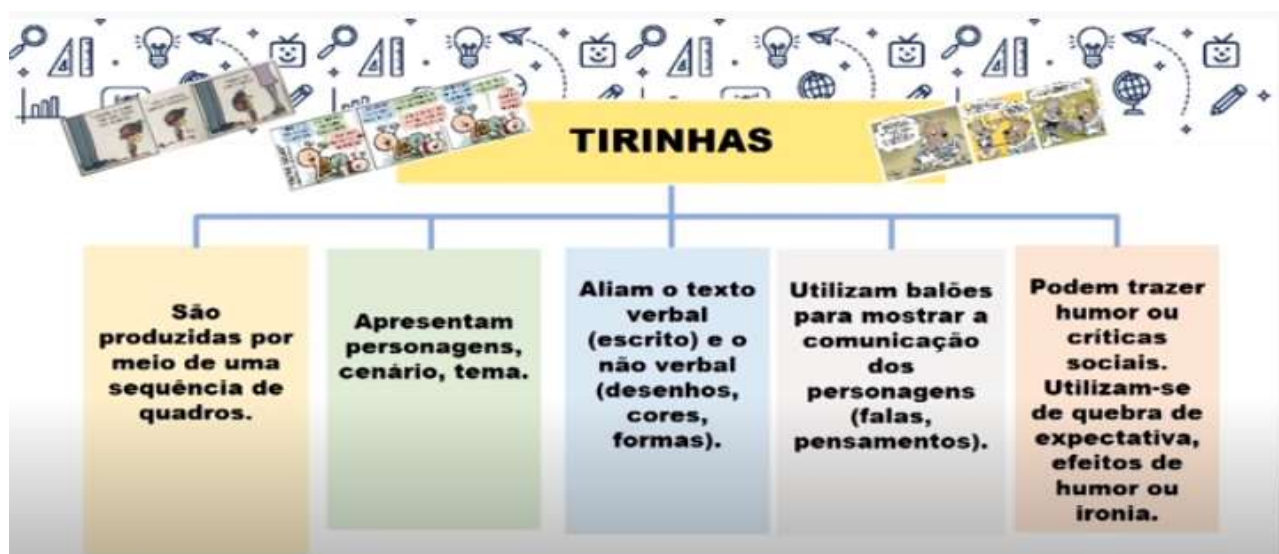 TIRINHAS
São
produzidas por
meio de uma
sequência de
quadros.
Apresentam
personagens,
cenário, tema.
Aliam o texto
verbal
(escrito) e o
não verbal
(desenhos,
cores,
formas).
Utilizam balões
para mostrar a
comunicação
dos
personagens
(falas,
pensamentos).
Podem trazer
humor ou
críticas
sociais.
Utilizam-se
de quebra de
expectativa,
efeitos de
humor ou
ironia.